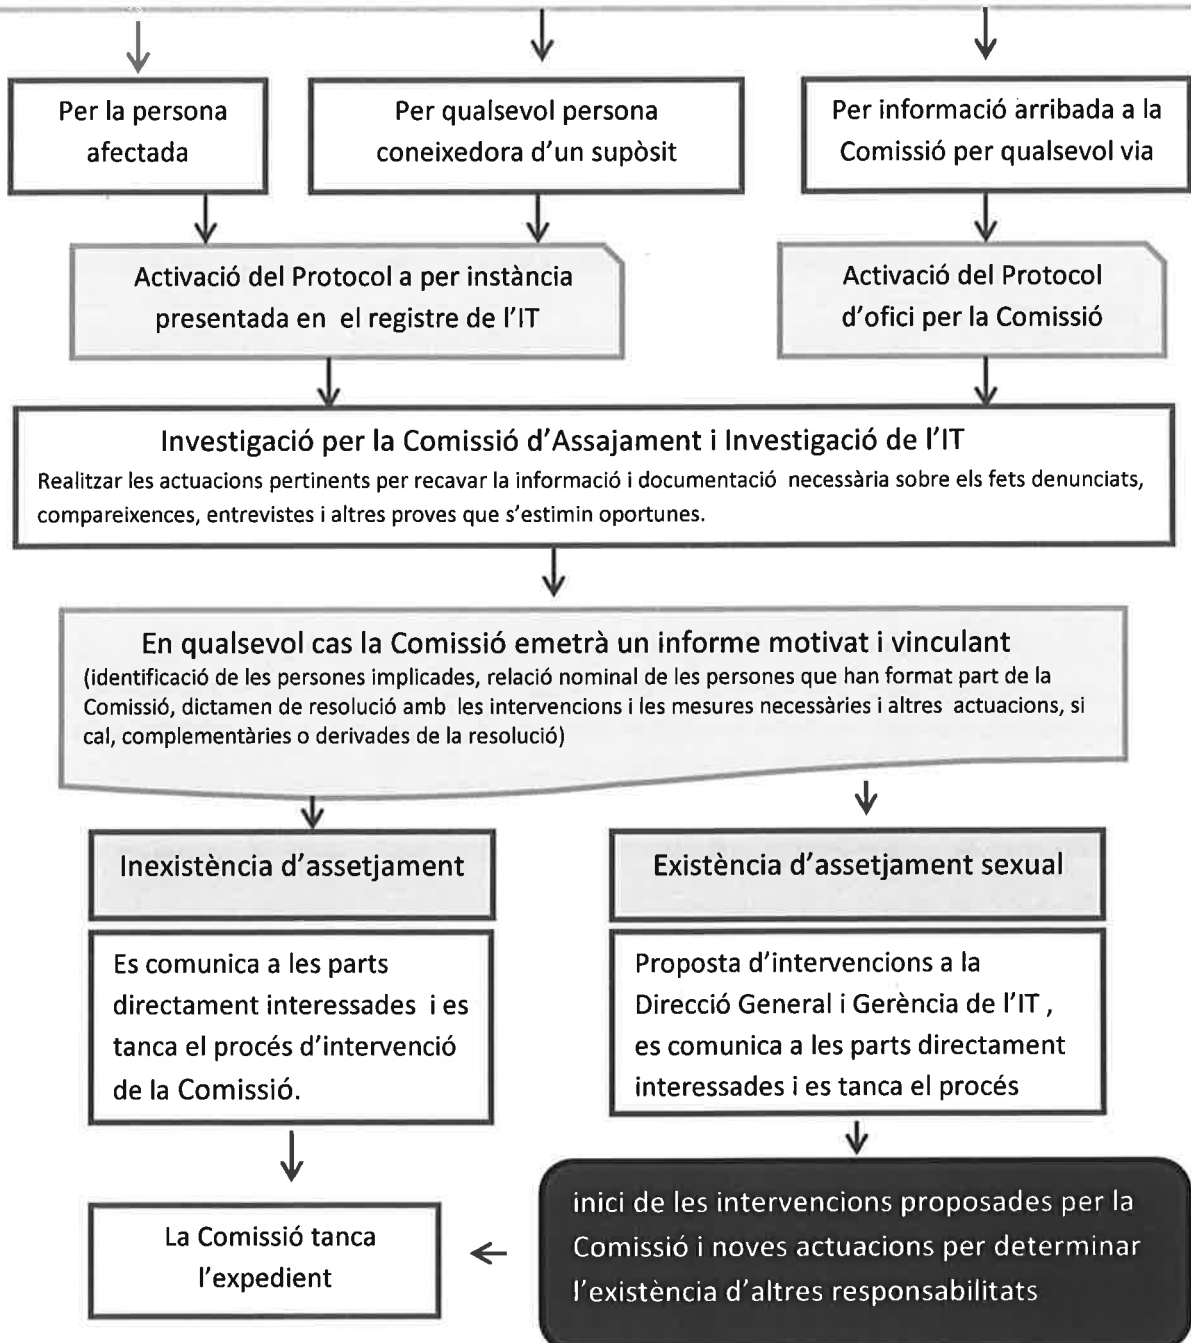 Per la persona
afectada
Per qualsevol persona
coneixedora d'un supòsit
Per informació arribada a la
Comissió per qualsevol via
Activació del Protocol a per instància
presentada en el registre de l'IT
Activació del Protocol
d'ofici per la Comissió
Investigació per la Comissió d'Assajament i Investigació de l'IT
Realitzar les actuacions pertinents per recavar la informació i documentació necessària sobre els fets denunciats,
compareixences, entrevistes i altres proves que s'estimin oportunes.
En qualsevol cas la Comissió emetrà un informe motivat i vinculant
(identificació de les persones implicades, relació nominal de les persones que han format part de la
Comissió, dictamen de resolució amb les intervencions i les mesures necessàries i altres actuacions, si
cal, complementàries o derivades de la resolució)
Inexistència d'assetjament
Es comunica a les parts
directament interessades i es
tanca el procés d'intervenció
de la Comissió.
Existència d'assetjament sexual
Proposta d'intervencions a la
Direcció General i Gerència de l'IT ,
es comunica a les parts directament
interessades i es tanca el procés
La Comissió tanca
l'expedient
inici de les intervencions proposades per la
Comissió i noves actuacions per determinar
l'existència d'altres responsabilitats